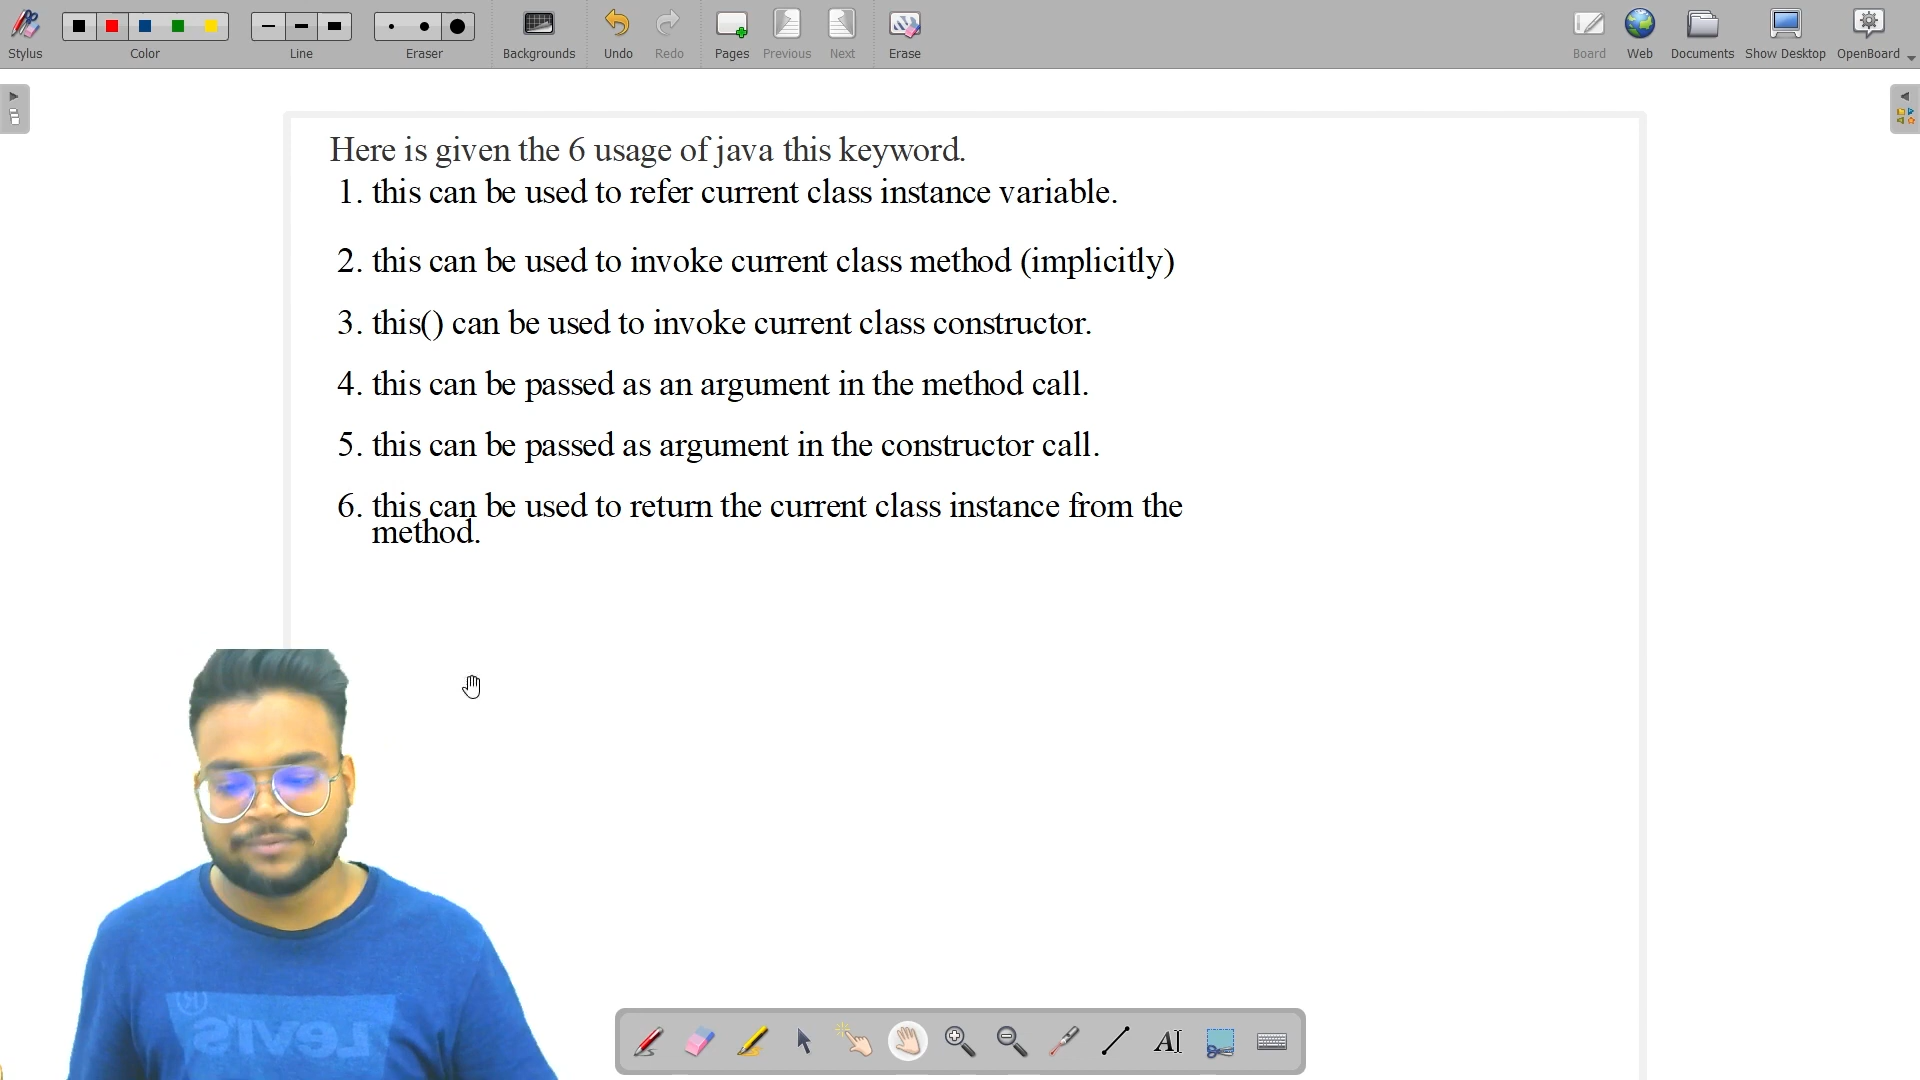 Stylus
Color
Line
Eraser
Backgrounds
Undo
Redo
Pages
Previous
Next
Erase
Board
Web
Documents
Show Desktop
OpenBoard
Here is given the 6 usage of java this keyword.
1. this can be used to refer current class instance variable.
2. this can be used to invoke current class method (implicitly)
3. this() can be used to invoke current class constructor.
4. this can be passed as an argument in the method call.
5. this can be passed as argument in the constructor call.
6. this can be used to return the current class instance from the
method.
Levi's
AI